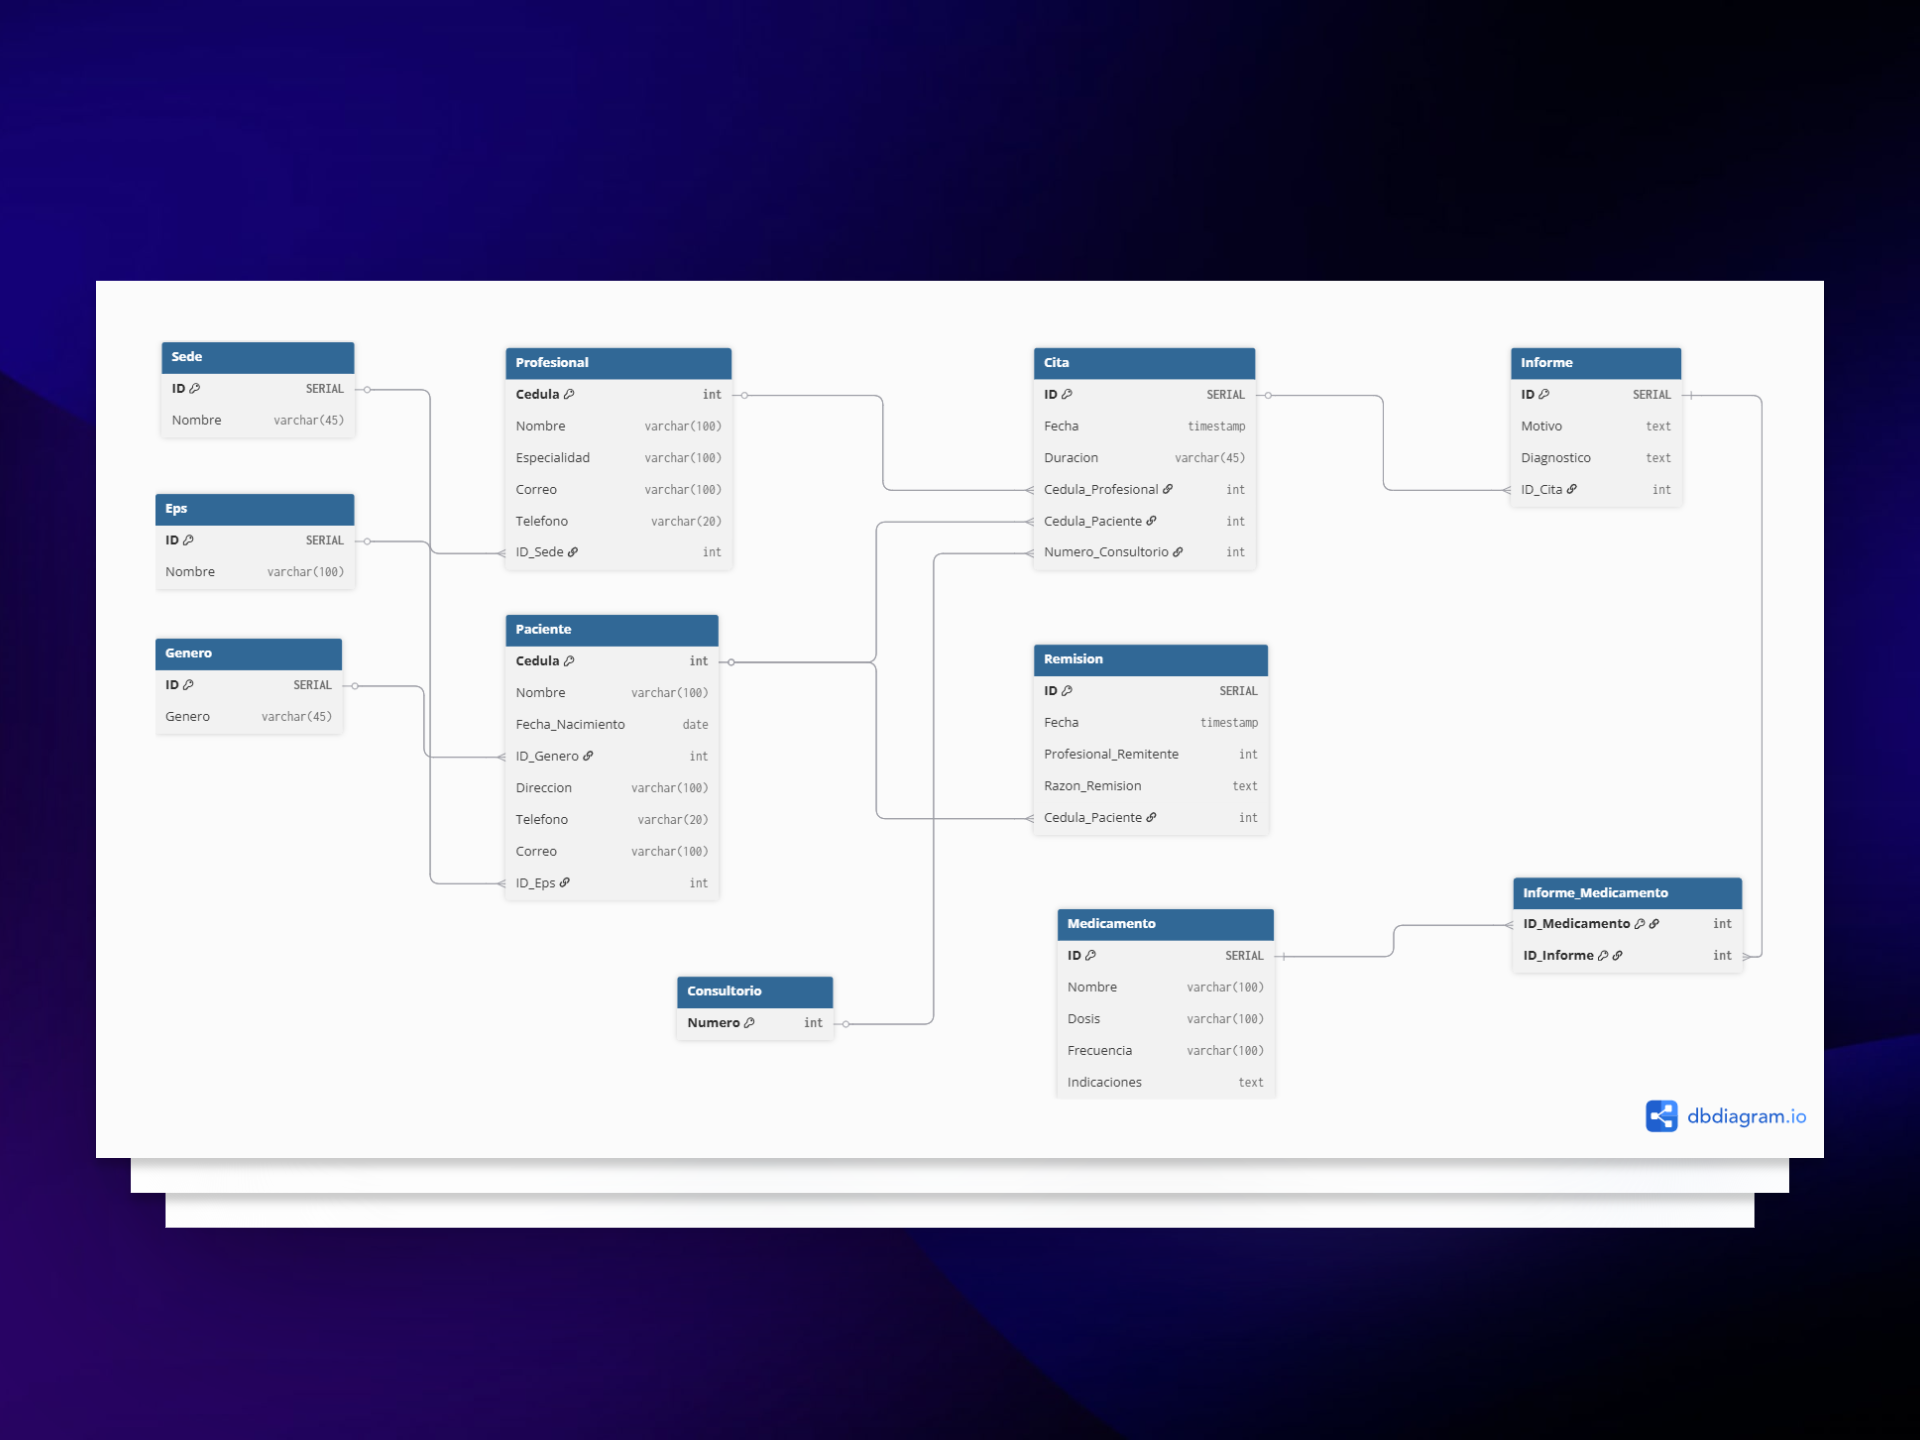 Sede
ID SERIAL
Nombre varchar(45)
Eps
ID SERIAL
Nombre varchar(100)
Genero
ID SERIAL
Genero varchar(45)
Profesional
Cedula int
Nombre varchar(100)
Especialidad varchar(100)
Correo varchar(100)
Telefono varchar(20)
ID_Sede int
Paciente
Cedula int
Nombre varchar(100)
Fecha_Nacimiento date
ID_Genero int
Direccion varchar(100)
Telefono varchar(20)
Correo varchar(100)
ID_Eps int
Consultorio
Numero int
Cita
ID SERIAL
Fecha timestamp
Duracion varchar(45)
Cedula_Profesional int
Cedula_Paciente int
Numero_Consultorio int
Remision
ID SERIAL
Fecha timestamp
Profesional_Remitente int
Razon_Remision text
Cedula_Paciente int
Medicamento
ID SERIAL
Nombre varchar(100)
Dosis varchar(100)
Frecuencia varchar(100)
Indicaciones text
Informe
ID SERIAL
Motivo text
Diagnostico text
ID_Cita int
Informe_Medicamento
ID_Medicamento int
ID_Informe int
dbdiagram.io